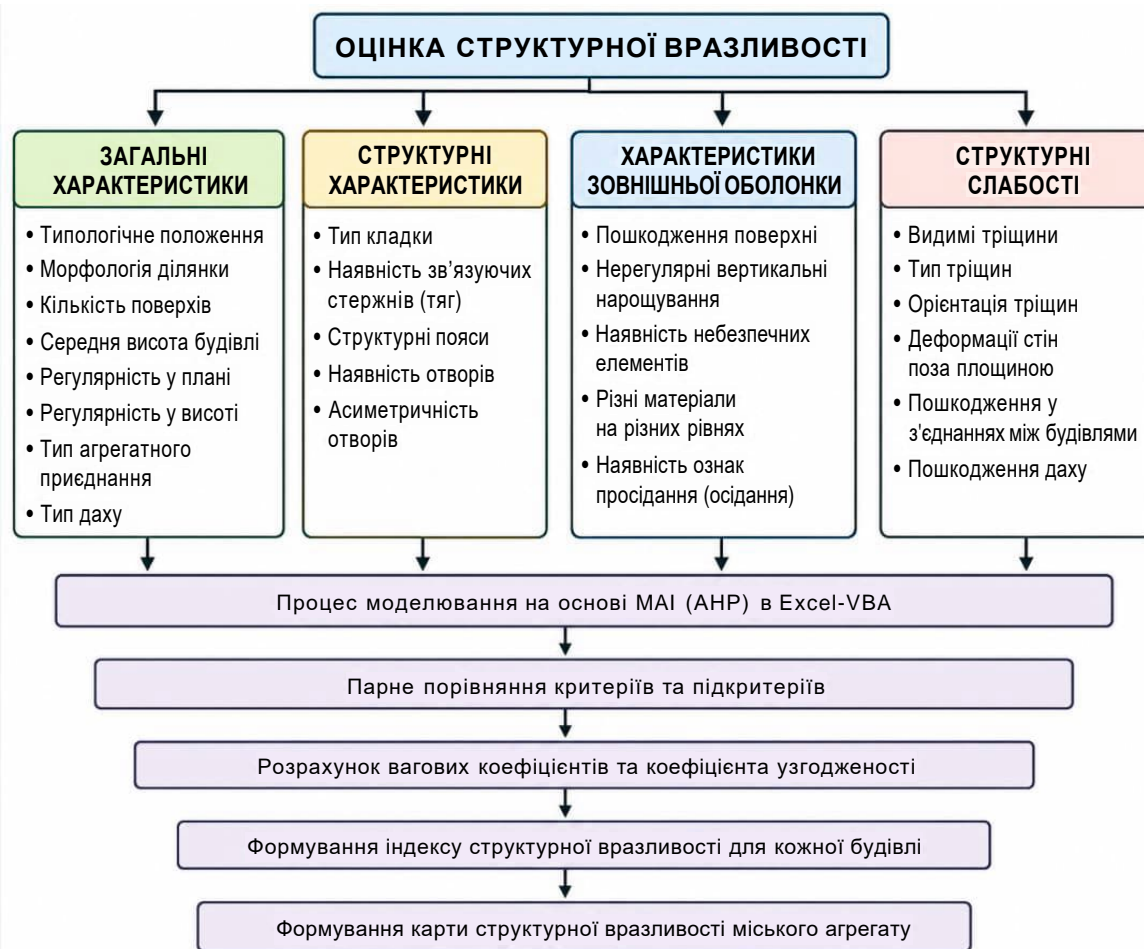 ОЦІНКА СТРУКТУРНОЇ ВРАЗЛИВОСТІ
ЗАГАЛЬНІ
ХАРАКТЕРИСТИКИ
• Типологічне положення
• Морфологія ділянки
• Кількість поверхів
• Середня висота будівлі
• Регулярність у плані
• Регулярність у висоті
• Тип агрегатного
приєднання
• Тип даху
СТРУКТУРНІ
ХАРАКТЕРИСТИКИ
• Тип кладки
• Наявність зв’язуючих
стержнів (тяг)
• Структурні пояси
• Наявність отворів
• Асиметричність
отворів
ХАРАКТЕРИСТИКИ
ЗОВНІШНЬОЇ ОБОЛОНКИ
• Пошкодження поверхні
• Нерегулярні вертикальні
нарощування
• Наявність небезпечних
елементів
• Різні матеріали
на різних рівнях
• Наявність ознак
просідання (осідання)
СТРУКТУРНІ
СЛАБОСТІ
• Видимі тріщини
• Тип тріщин
• Орієнтація тріщин
• Деформації стін
поза площиною
• Пошкодження у
з'єднаннях між будівлями
• Пошкодження даху
Процес моделювання на основі МАІ (AHP) в Excel-VBA
Парне порівняння критеріїв та підкритеріїв
Розрахунок вагових коефіцієнтів та коефіцієнта узгодженості
Формування індексу структурної вразливості для кожної будівлі
Формування карти структурної вразливості міського агрегату